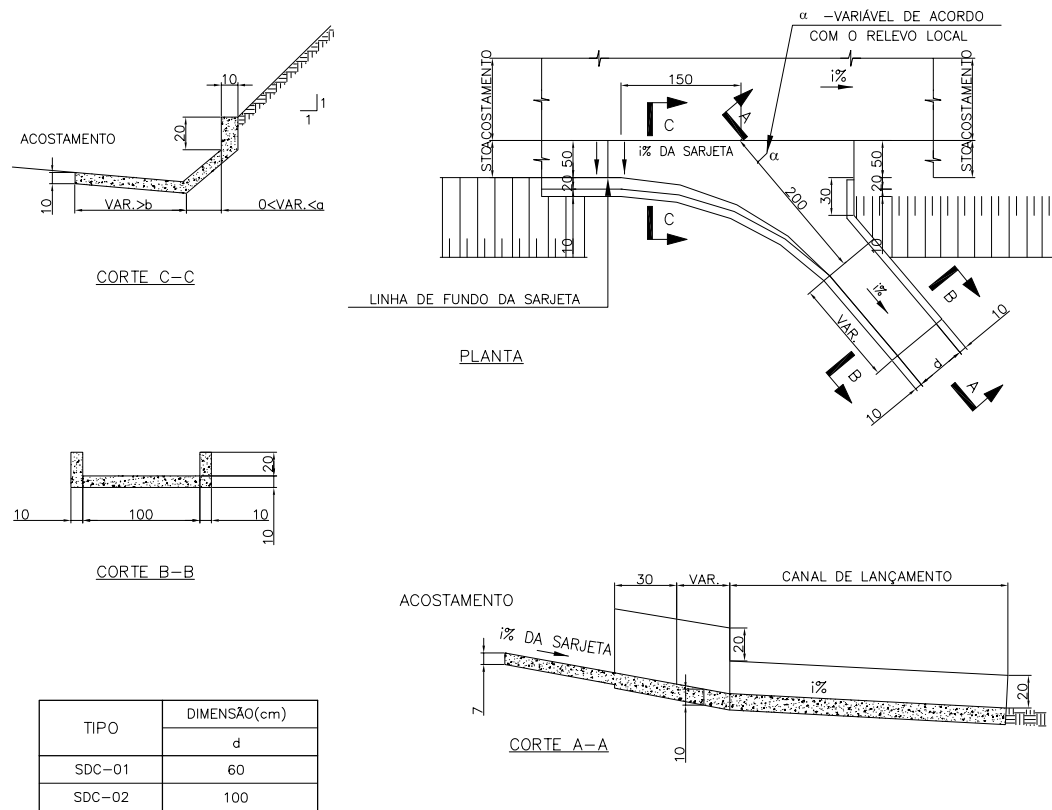 α -VARIÁVEL DE ACORDO
COM O RELEVO LOCAL
10
1
1
20
ACOSTAMENTO
10
VAR.>b
0<VAR.<a
CORTE C-C
STO
ACOSTAMENTO
150
i%
A
C
i% DA SARJETA
α
50
20
10
C
200
30
50
20
10
STO
ACOSTAMENTO
LINHA DE FUNDO DA SARJETA
i%
VAR.
B
B
10
d
10
A
PLANTA
20
10
100
10
10
CORTE B-B
30
VAR.
CANAL DE LANÇAMENTO
ACOSTAMENTO
i% DA SARJETA
20
i%
20
7
10
CORTE A-A
TIPO
DIMENSÃO(cm)
d
SDC-01
60
SDC-02
100